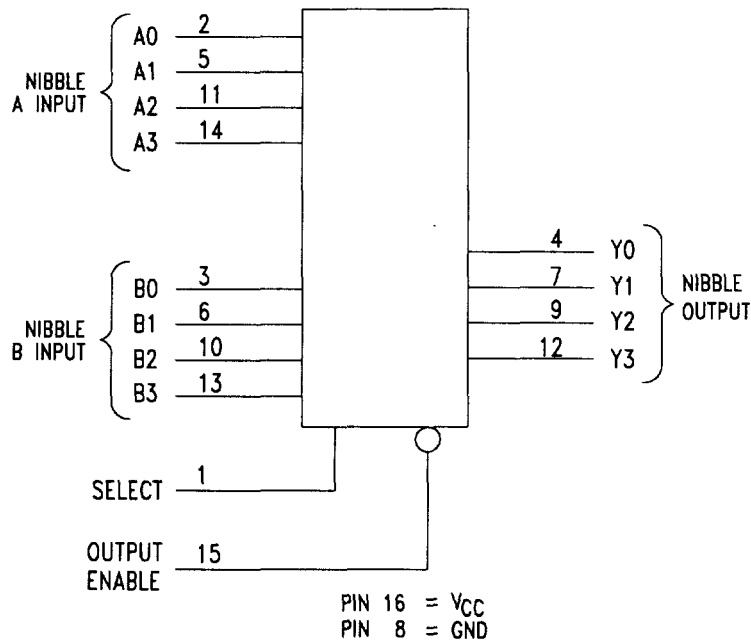 NIBBLE
A INPUT
A0 2
A1 5
A2 11
A3 14
NIBBLE
B INPUT
B0 3
B1 6
B2 10
B3 13
4 Y0
7 Y1
9 Y2
12 Y3
NIBBLE
OUTPUT
SELECT 1
OUTPUT
ENABLE
15
PIN 16 = VCC
PIN 8 = GND